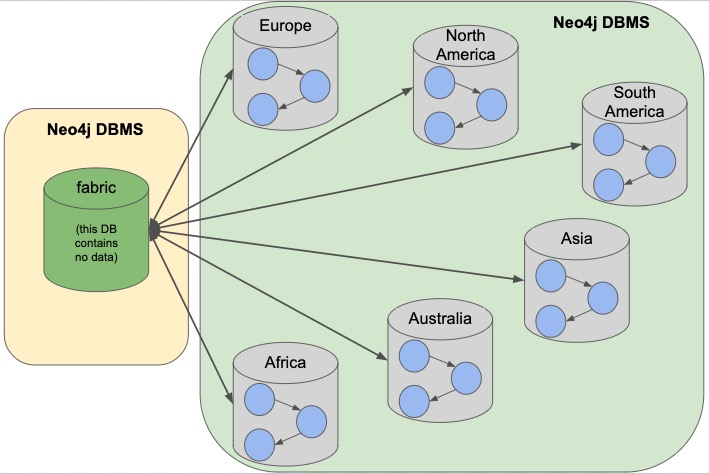 Neo4j DBMS
fabric
(this DB
contains
no data)
Neo4j DBMS
Europe
North
America
South
America
Asia
Australia
Africa